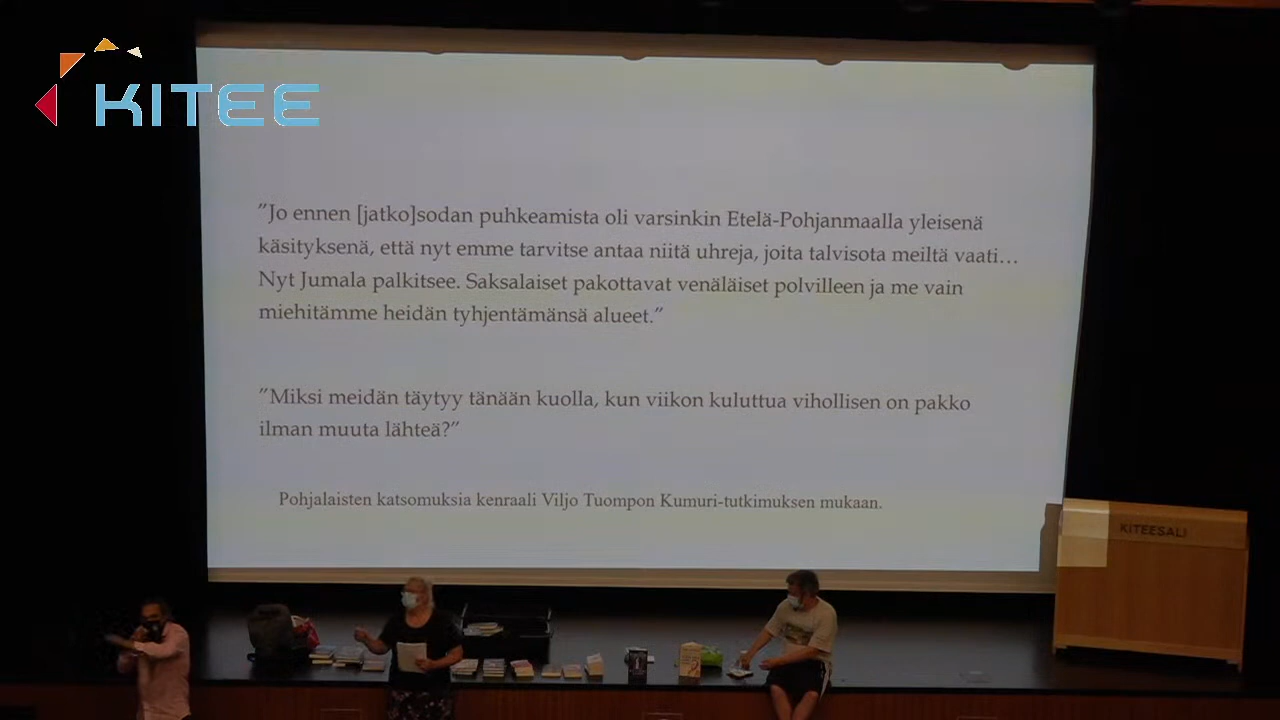 KITEE
”Jo ennen [jatko]sodan puhkeamista oli varsinkin Etelä-Pohjanmaalla yleisenä
käsityksenä, että nyt emme tarvitse antaa niitä uhreja, joita talvisota meiltä vaati…
Nyt Jumala palkitsee. Saksalaiset pakottavat venäläiset polvilleen ja me vain
miehitämme heidän tyhjentämänsä alueet.”
”Miksi meidän täytyy tänään kuolla, kun viikon kuluttua vihollisen on pakko
ilman muuta lähteä?”
Pohjalaisten katsomuksia kenraali Viljo Tuompon Kumuri-tutkimuksen mukaan.
KITEESALI